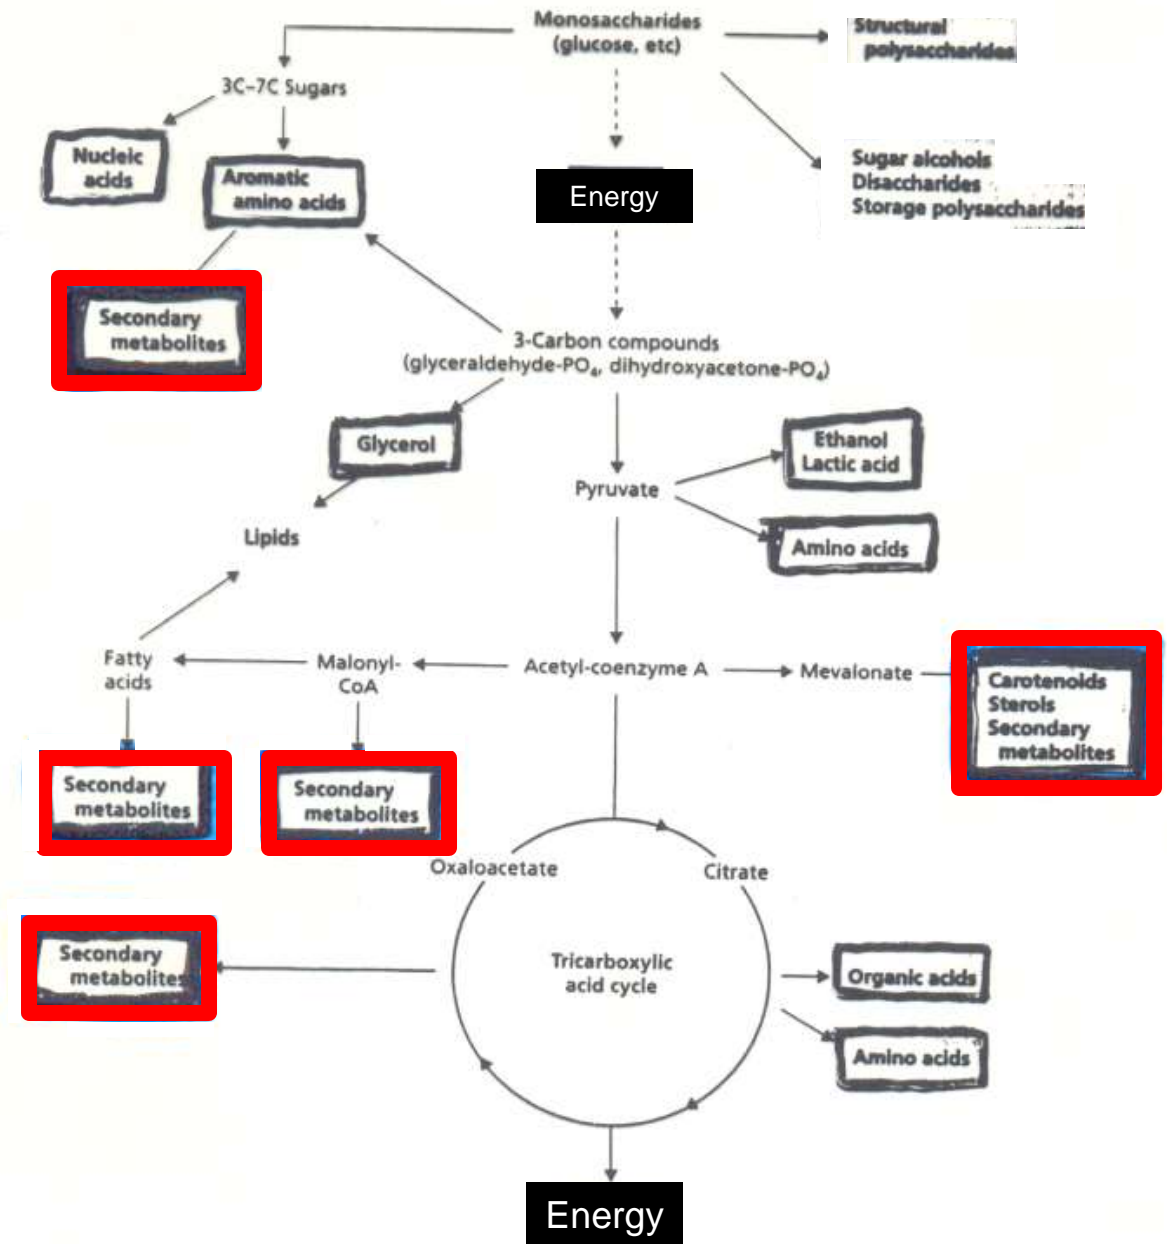 Monosaccharides
(glucose, etc)
Structural
polysaccharides
3C–7C Sugars
Nucleic
acids
Aromatic
amino acids
Energy
Sugar alcohols
Disaccharides
Storage polysaccharides
Secondary
metabolites
3-Carbon compounds
(glyceraldehyde-PO₄, dihydroxyacetone-PO₄)
Glycerol
Ethanol
Lactic acid
Pyruvate
Lipids
Amino acids
Fatty
acids
Malonyl-
CoA
Acetyl-coenzyme A
Mevalonate
Carotenoids
Sterols
Secondary
metabolites
Secondary
metabolites
Secondary
metabolites
Oxaloacetate
Citrate
Secondary
metabolites
Tricarboxylic
acid cycle
Organic acids
Amino acids
Energy